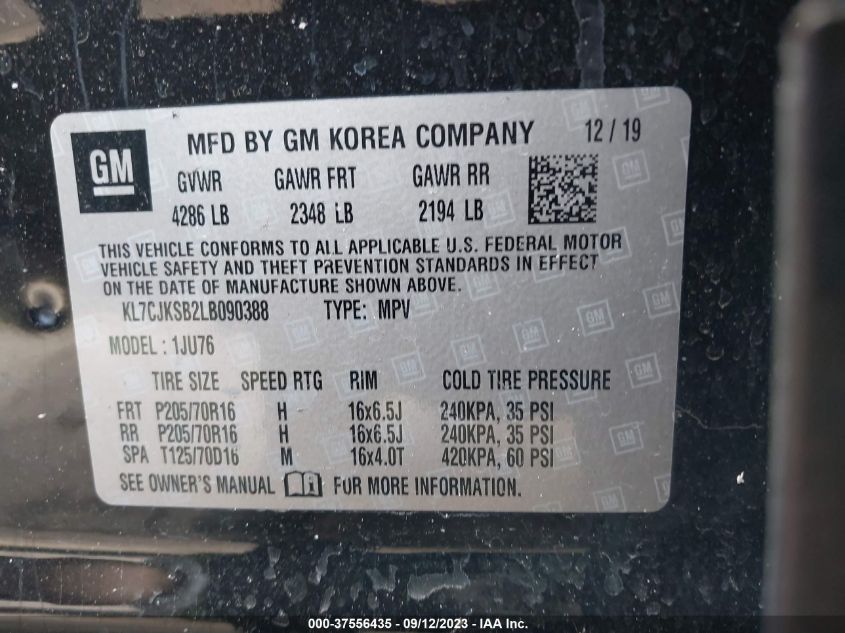 GM
MFD BY GM KOREA COMPANY 12 / 19
GVWR GAWR FRT GAWR RR
4286 LB 2348 LB 2194 LB
THIS VEHICLE CONFORMS TO ALL APPLICABLE U.S. FEDERAL MOTOR
VEHICLE SAFETY AND THEFT PREVENTION STANDARDS IN EFFECT
ON THE DATE OF MANUFACTURE SHOWN ABOVE.
KL7CJKSB2LB090388 TYPE: MPV
MODEL : 1JU76
TIRE SIZE SPEED RTG RIM COLD TIRE PRESSURE
FRT P205/70R16 H 16x6.5J 240KPA, 35 PSI
RR P205/70R16 H 16x6.5J 240KPA, 35 PSI
SPA T125/70D16 M 16x4.0T 420KPA, 60 PSI
SEE OWNER'S MANUAL FOR MORE INFORMATION.
000-37556435 - 09/12/2023 - IAA Inc.